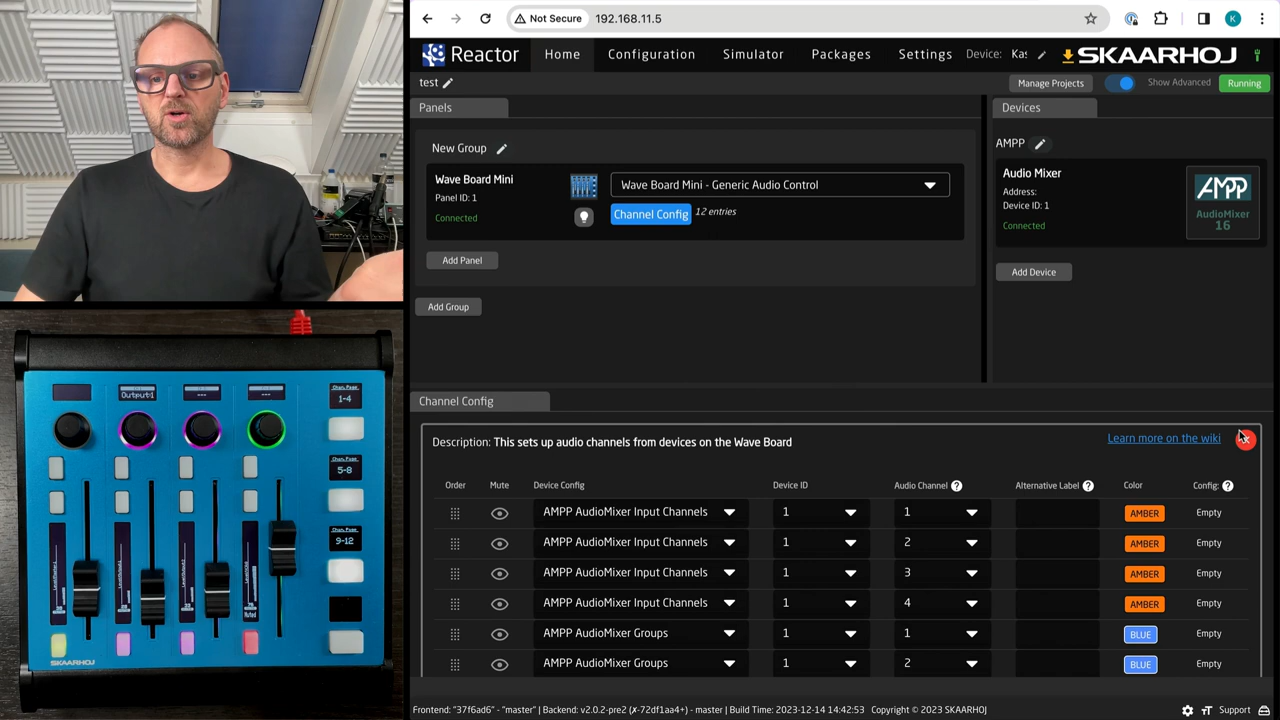 Not Secure 192.168.11.5
K
Reactor Home Configuration Simulator Packages Settings Device: Kas SKAARHOJ
test Manage Projects Show Advanced Running
Panels
Devices
New Group
AMPP
Wave Board Mini
Panel ID: 1
Connected
Wave Board Mini - Generic Audio Control
Channel Config 12 entries
Audio Mixer
Address:
Device ID: 1
Connected
AMPP
AudioMixer
16
Add Panel
Add Device
Add Group
Channel Config
Description: This sets up audio channels from devices on the Wave Board
Learn more on the wiki
Order Mute Device Config Device ID Audio Channel ? Alternative Label ? Color Config: ?
AMPP AudioMixer Input Channels 1 1 AMBER Empty
AMPP AudioMixer Input Channels 1 2 AMBER Empty
AMPP AudioMixer Input Channels 1 3 AMBER Empty
AMPP AudioMixer Input Channels 1 4 AMBER Empty
AMPP AudioMixer Groups 1 1 BLUE Empty
AMPP AudioMixer Groups 1 2 BLUE Empty
Frontend: "37f6ad6" - "master" | Backend: v2.0.2-pre2 (✗-72df1aa4+) - master | Build Time: 2023-12-14 14:42:53 Copyright © 2023 SKAARHOJ
Support
Output1
---
---
Chan. Page
1-4
Chan. Page
5-8
Chan. Page
9-12
Muted
SKAARHOJ